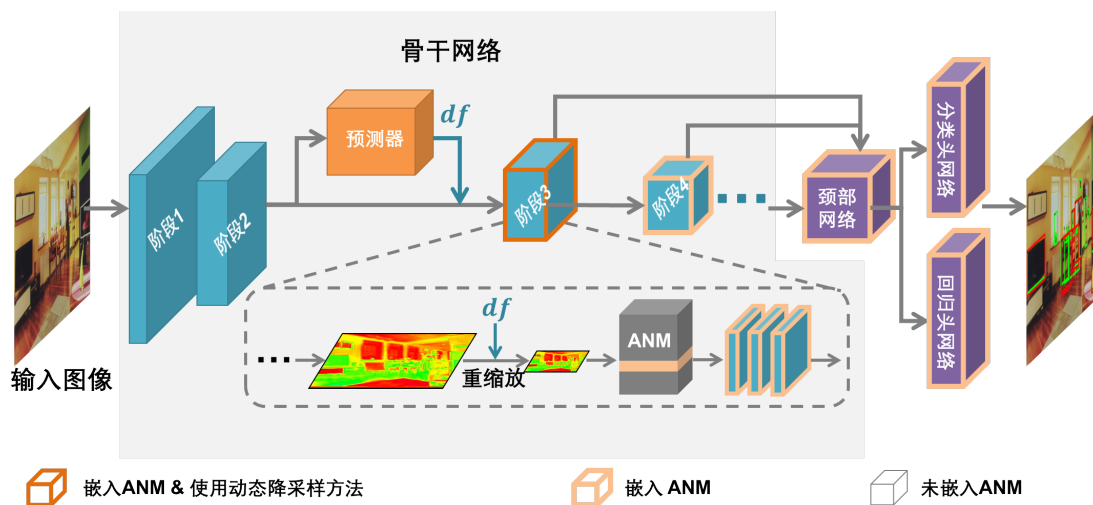 骨干网络
输入图像
阶段1
阶段2
预测器
df
阶段3
阶段4
颈部
网络
分类头网络
回归头网络
df
重缩放
ANM
嵌入ANM & 使用动态降采样方法
嵌入 ANM
未嵌入ANM